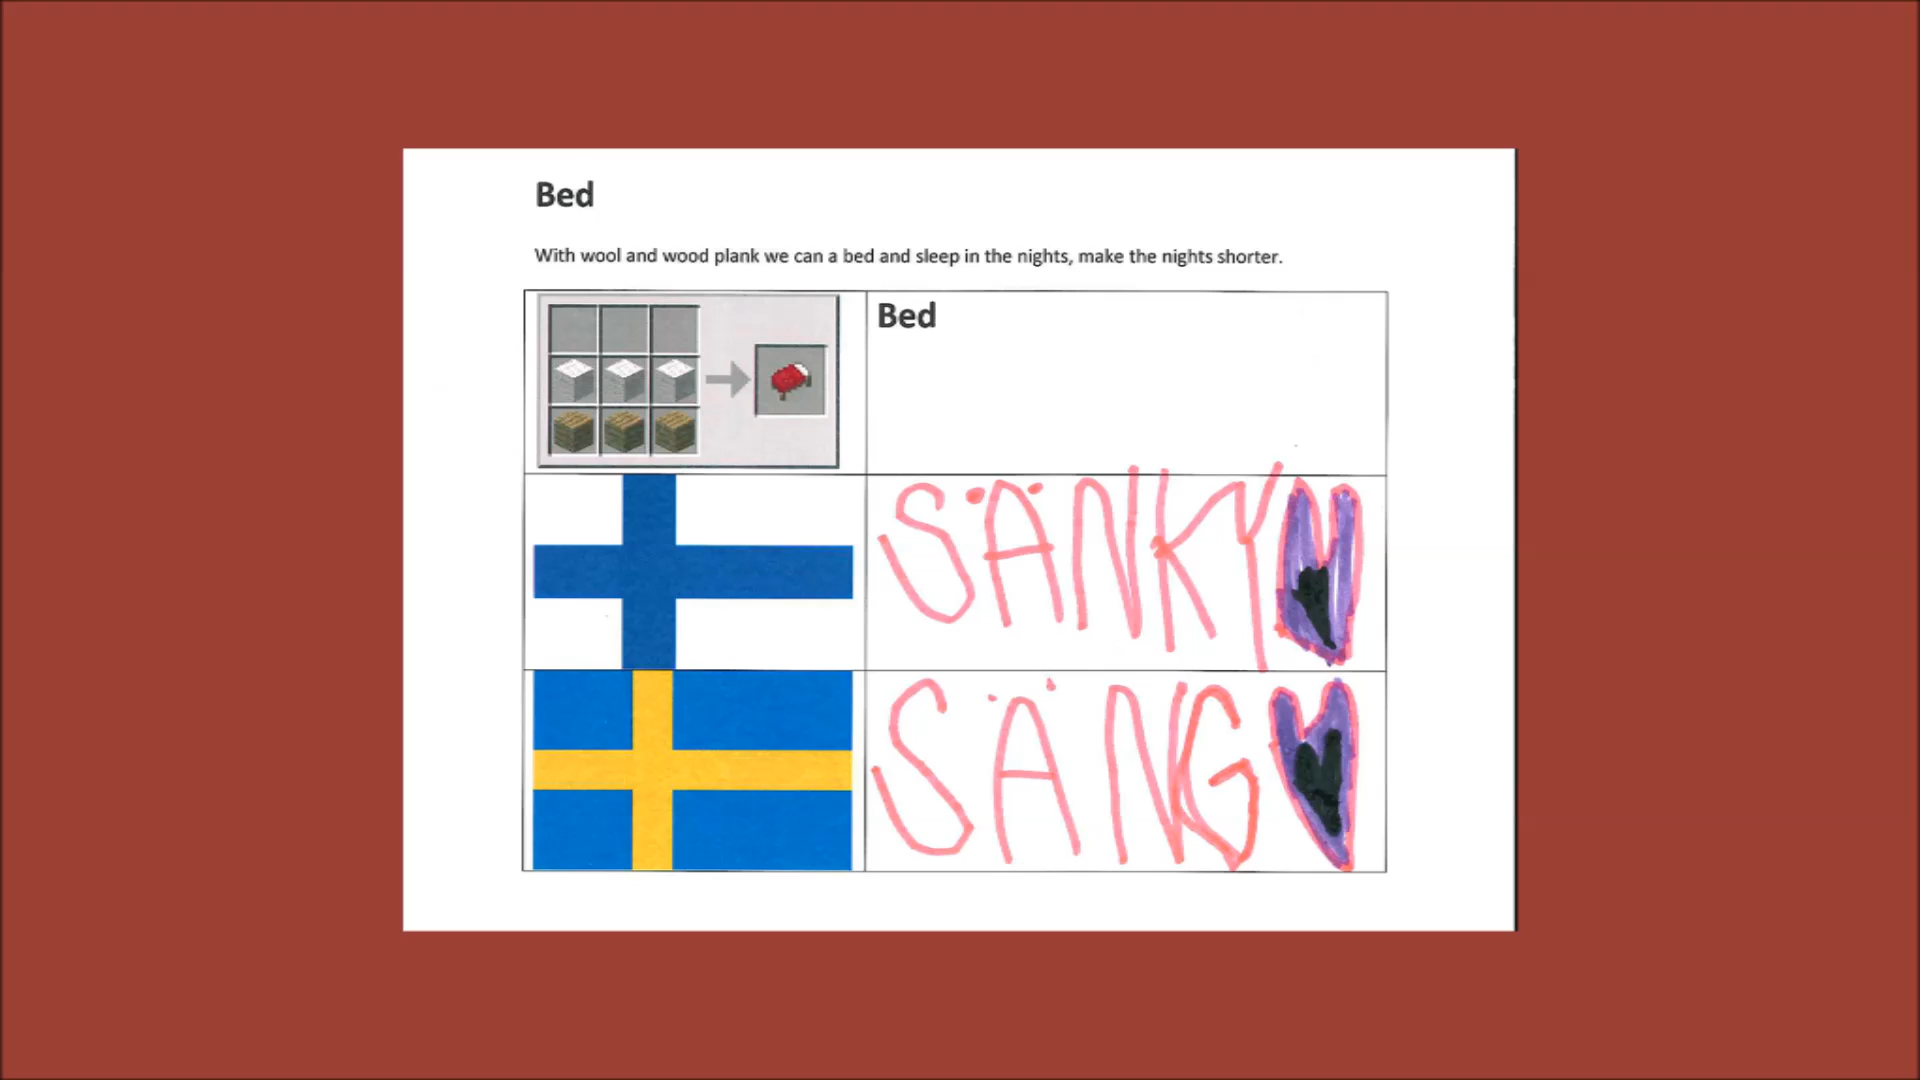 Bed
With wool and wood plank we can a bed and sleep in the nights, make the nights shorter.
Bed
SÄNKY
SÄNG